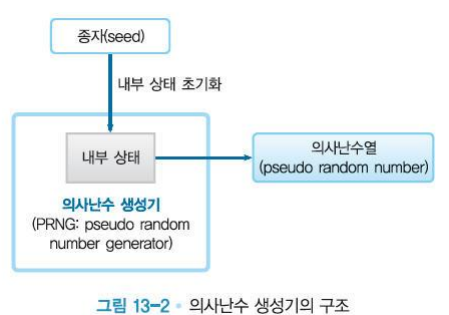 종자(seed)
내부 상태 초기화
내부 상태
의사난수열
(pseudo random number)
의사난수 생성기
(PRNG: pseudo random
number generator)
그림 13-2 • 의사난수 생성기의 구조